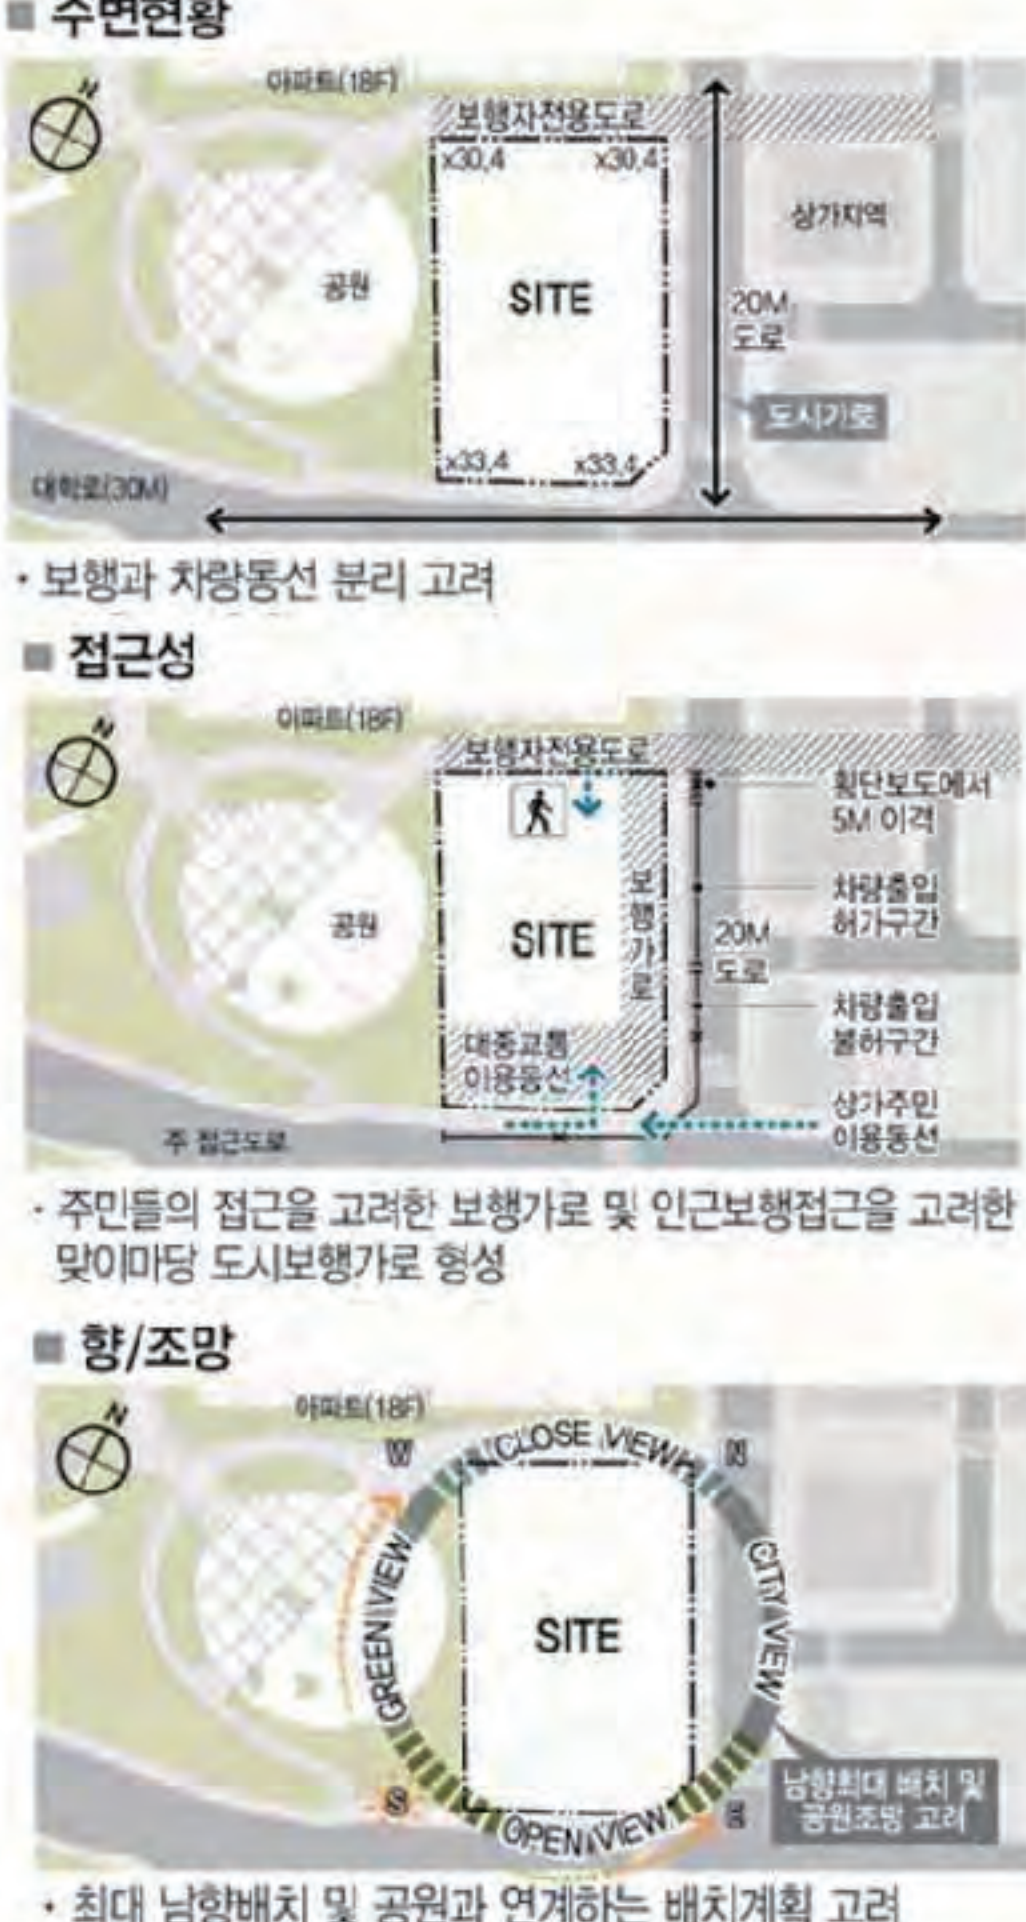 ■ 주변현황
N
아파트(18F)
보행자전용도로
x30.4 x30.4
상가지역
공원
SITE
20M
도로
도시가로
x33.4 x33.4
대학로(30M)
• 보행과 차량동선 분리 고려
■ 접근성
N
아파트(18F)
보행자전용도로
횡단보도에서
5M 이격
차량출입
허가구간
보행가로
공원
SITE
20M
도로
차량출입
불허구간
대중교통
이용동선
상가주민
이용동선
주 접근도로
• 주민들의 접근을 고려한 보행가로 및 인근보행접근을 고려한
맞이마당 도시보행가로 형성
■ 향/조망
N
아파트(18F)
W
CLOSE VIEW
N
GREEN VIEW
CITY VIEW
SITE
S
OPEN VIEW
E
남향최대 배치 및
공원조망 고려
• 최대 남향배치 및 공원과 연계하는 배치계획 고려